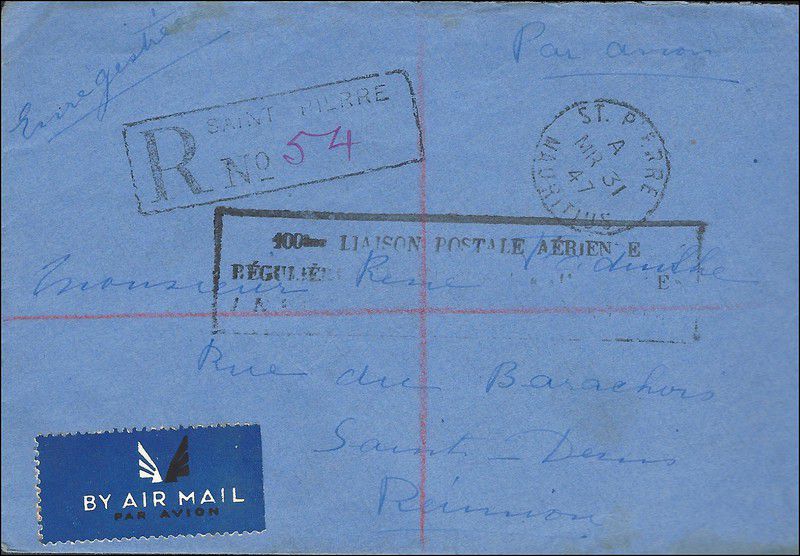 Enregistrée
Par avion
SAINT PIERRE
R No 54
ST. PIERRE
A
MR 31
47
MAURITIUS
100ème LIAISON POSTALE AÉRIENNE
RÉGULIÈRE
Monsieur Rene
Rue du Barachois
Saint-Denis
Réunion
BY AIR MAIL
PAR AVION